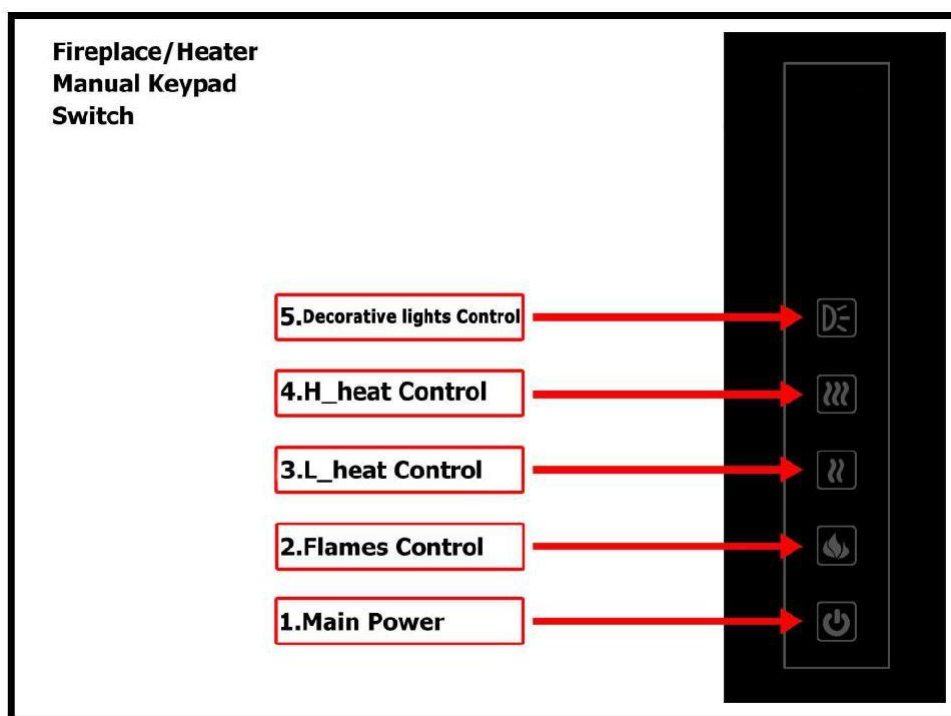 Fireplace/Heater
Manual Keypad
Switch
5.Decorative lights Control
4.H_heat Control
3.L_heat Control
2.Flames Control
1.Main Power